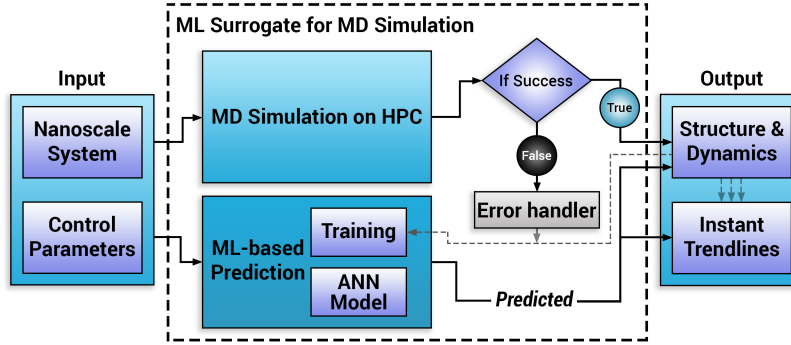 ML Surrogate for MD Simulation
Input
Nanoscale
System
Control
Parameters
MD Simulation on HPC
If Success
True
False
Error handler
ML-based
Prediction
Training
ANN
Model
Predicted
Output
Structure &
Dynamics
Instant
Trendlines